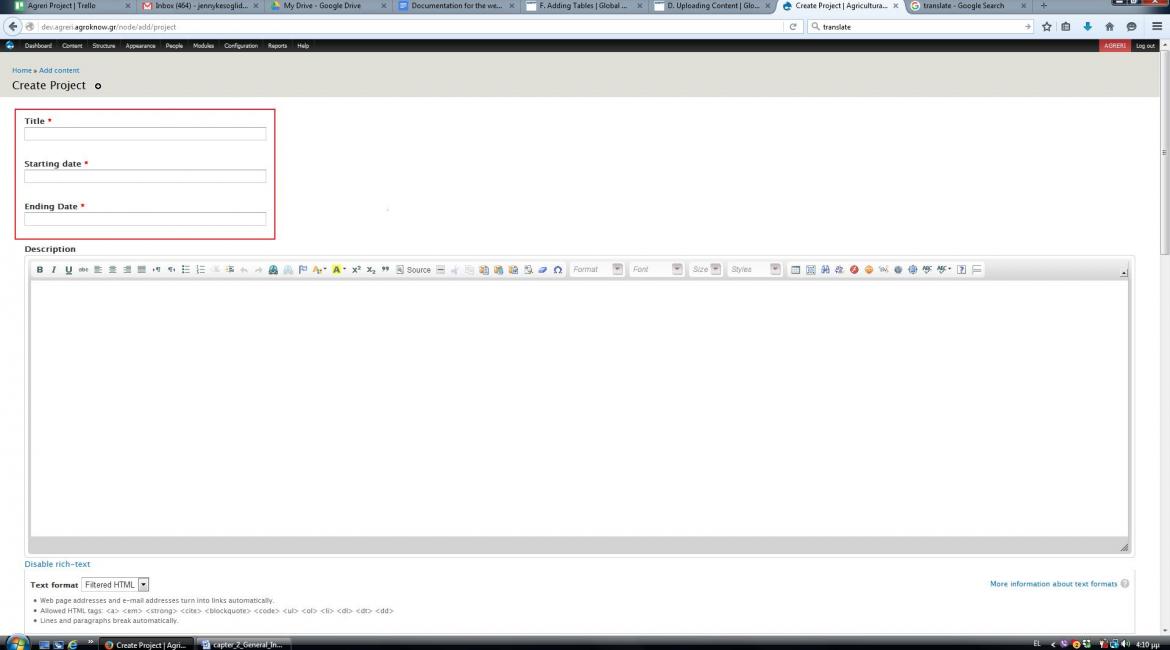 Agreri Project | Trello
Inbox (464) - jennykesoglid...
My Drive - Google Drive
Documentation for the we...
F. Adding Tables | Global ...
D. Uploading Content | Glo...
Create Project | Agricultura...
translate - Google Search
dev.agreri.agroknow.gr/node/add/project
translate
Dashboard Content Structure Appearance People Modules Configuration Reports Help
AGRERI Log out
Home » Add content
Create Project
Title *
Starting date *
Ending Date *
Description
B I U abc x² x₂ Source Format Font Size Styles
Disable rich-text
Text format Filtered HTML
More information about text formats ?
• Web page addresses and e-mail addresses turn into links automatically.
• Allowed HTML tags: <a> <em> <strong> <cite> <blockquote> <code> <ul> <ol> <li> <dl> <dt> <dd>
• Lines and paragraphs break automatically.
Create Project | Agri...
capter_2_General_In...
EL
4:10 μμ